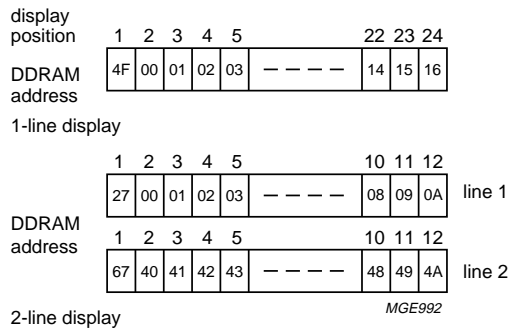 display
position 1 2 3 4 5 22 23 24
DDRAM
address 4F 00 01 02 03 14 15 16
1-line display
1 2 3 4 5 10 11 12
27 00 01 02 03 08 09 0A line 1
DDRAM
address
1 2 3 4 5 10 11 12
67 40 41 42 43 48 49 4A line 2
MGE992
2-line display